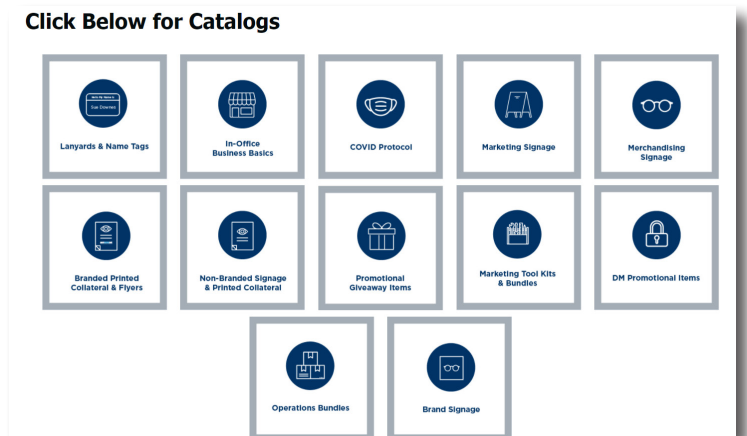 Click Below for Catalogs
Sue Downes
Lanyards & Name Tags
In-Office
Business Basics
COVID Protocol
Marketing Signage
Merchandising
Signage
Branded Printed
Collateral & Flyers
Non-Branded Signage
& Printed Collateral
Promotional
Giveaway Items
Marketing Tool Kits
& Bundles
DM Promotional Items
Operations Bundles
Brand Signage